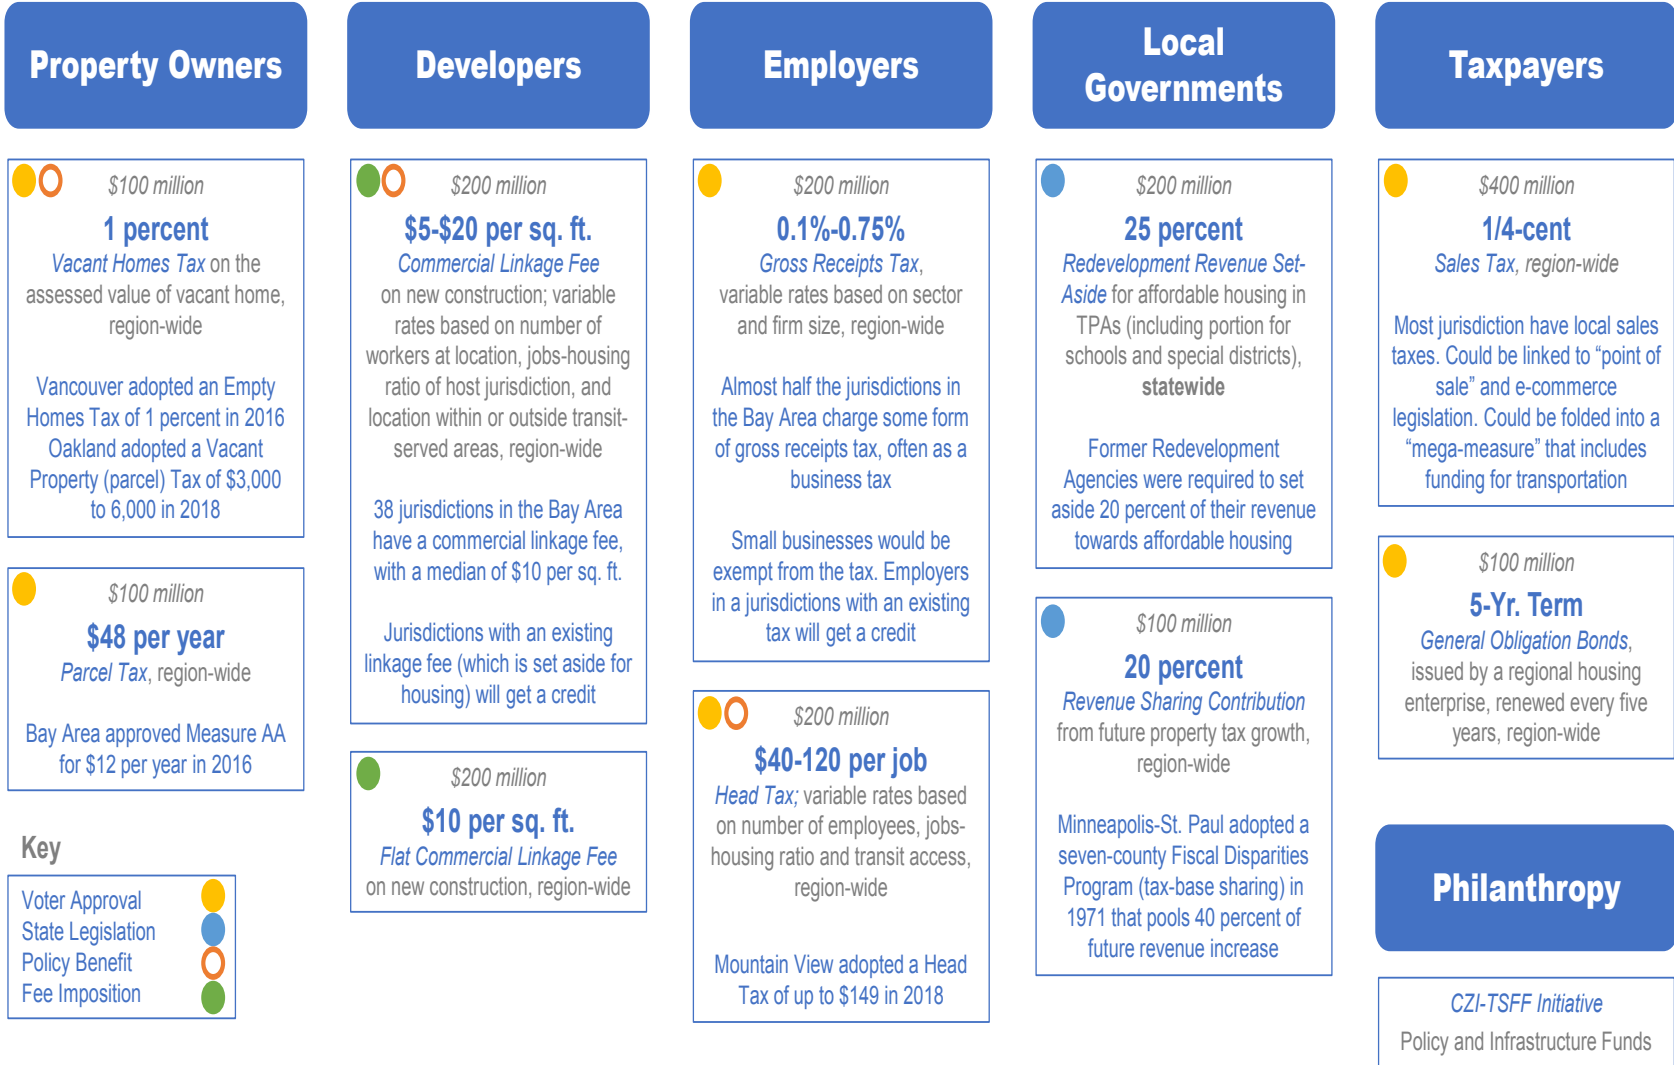 Property Owners
$100 million
1 percent
Vacant Homes Tax on the
assessed value of vacant home,
region-wide
Vancouver adopted an Empty
Homes Tax of 1 percent in 2016
Oakland adopted a Vacant
Property (parcel) Tax of $3,000
to 6,000 in 2018
$100 million
$48 per year
Parcel Tax, region-wide
Bay Area approved Measure AA
for $12 per year in 2016
Key
Voter Approval
State Legislation
Policy Benefit
Fee Imposition
Developers
$200 million
$5-$20 per sq. ft.
Commercial Linkage Fee
on new construction; variable
rates based on number of
workers at location, jobs-housing
ratio of host jurisdiction, and
location within or outside transit-
served areas, region-wide
38 jurisdictions in the Bay Area
have a commercial linkage fee,
with a median of $10 per sq. ft.
Jurisdictions with an existing
linkage fee (which is set aside for
housing) will get a credit
$200 million
$10 per sq. ft.
Flat Commercial Linkage Fee
on new construction, region-wide
Employers
$200 million
0.1%-0.75%
Gross Receipts Tax,
variable rates based on sector
and firm size, region-wide
Almost half the jurisdictions in
the Bay Area charge some form
of gross receipts tax, often as a
business tax
Small businesses would be
exempt from the tax. Employers
in a jurisdictions with an existing
tax will get a credit
$200 million
$40-120 per job
Head Tax; variable rates based
on number of employees, jobs-
housing ratio and transit access,
region-wide
Mountain View adopted a Head
Tax of up to $149 in 2018
Local
Governments
$200 million
25 percent
Redevelopment Revenue Set-
Aside for affordable housing in
TPAs (including portion for
schools and special districts),
statewide
Former Redevelopment
Agencies were required to set
aside 20 percent of their revenue
towards affordable housing
$100 million
20 percent
Revenue Sharing Contribution
from future property tax growth,
region-wide
Minneapolis-St. Paul adopted a
seven-county Fiscal Disparities
Program (tax-base sharing) in
1971 that pools 40 percent of
future revenue increase
Taxpayers
$400 million
1/4-cent
Sales Tax, region-wide
Most jurisdiction have local sales
taxes. Could be linked to “point of
sale” and e-commerce
legislation. Could be folded into a
“mega-measure” that includes
funding for transportation
$100 million
5-Yr. Term
General Obligation Bonds,
issued by a regional housing
enterprise, renewed every five
years, region-wide
Philanthropy
CZI-TSFF Initiative
Policy and Infrastructure Funds